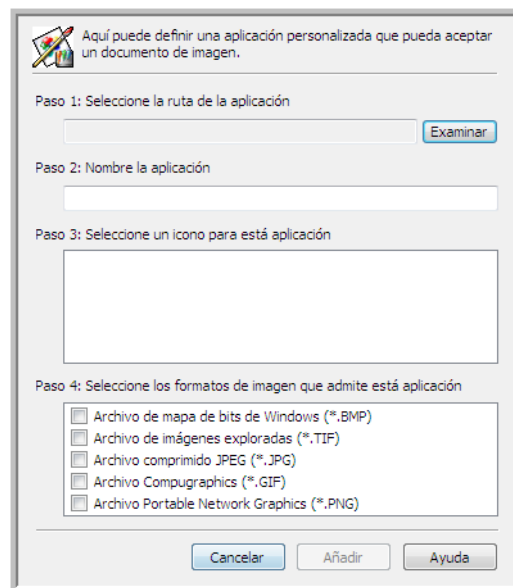 Aquí puede definir una aplicación personalizada que pueda aceptar
un documento de imagen.
Paso 1: Seleccione la ruta de la aplicación
Examinar
Paso 2: Nombre la aplicación
Paso 3: Seleccione un icono para está aplicación
Paso 4: Seleccione los formatos de imagen que admite está aplicación
Archivo de mapa de bits de Windows (*.BMP)
Archivo de imágenes exploradas (*.TIF)
Archivo comprimido JPEG (*.JPG)
Archivo Compugraphics (*.GIF)
Archivo Portable Network Graphics (*.PNG)
Cancelar Añadir Ayuda